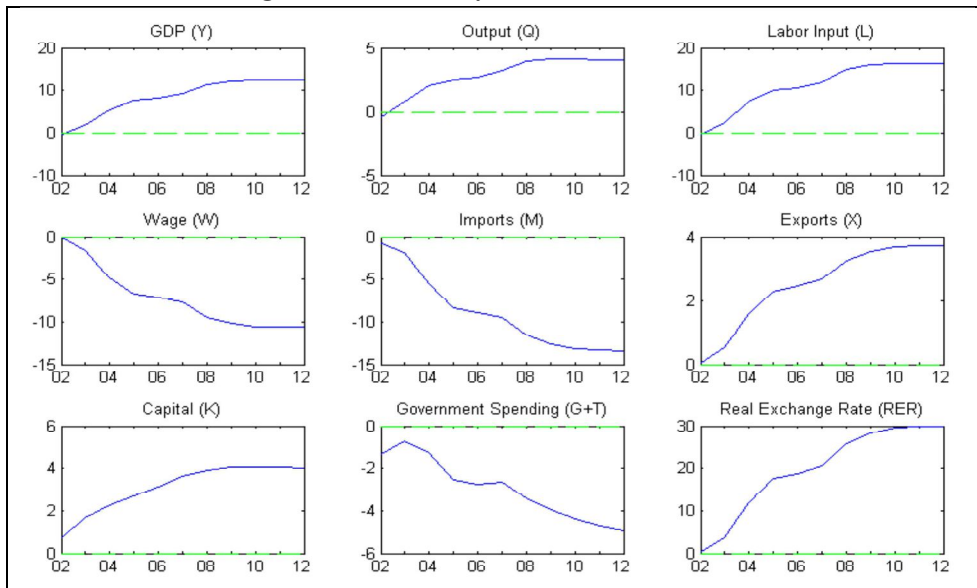 GDP (Y) Output (Q) Labor Input (L)
20 5 20
10 10
0 0 0
-10 -5 -10
02 04 06 08 10 12 02 04 06 08 10 12 02 04 06 08 10 12
Wage (W) Imports (M) Exports (X)
0 0 4
-5 -5
2
-10 -10
-15 -15 0
02 04 06 08 10 12 02 04 06 08 10 12 02 04 06 08 10 12
Capital (K) Government Spending (G+T) Real Exchange Rate (RER)
6 0 30
4 -2 20
2 -4 10
0 -6 0
02 04 06 08 10 12 02 04 06 08 10 12 02 04 06 08 10 12